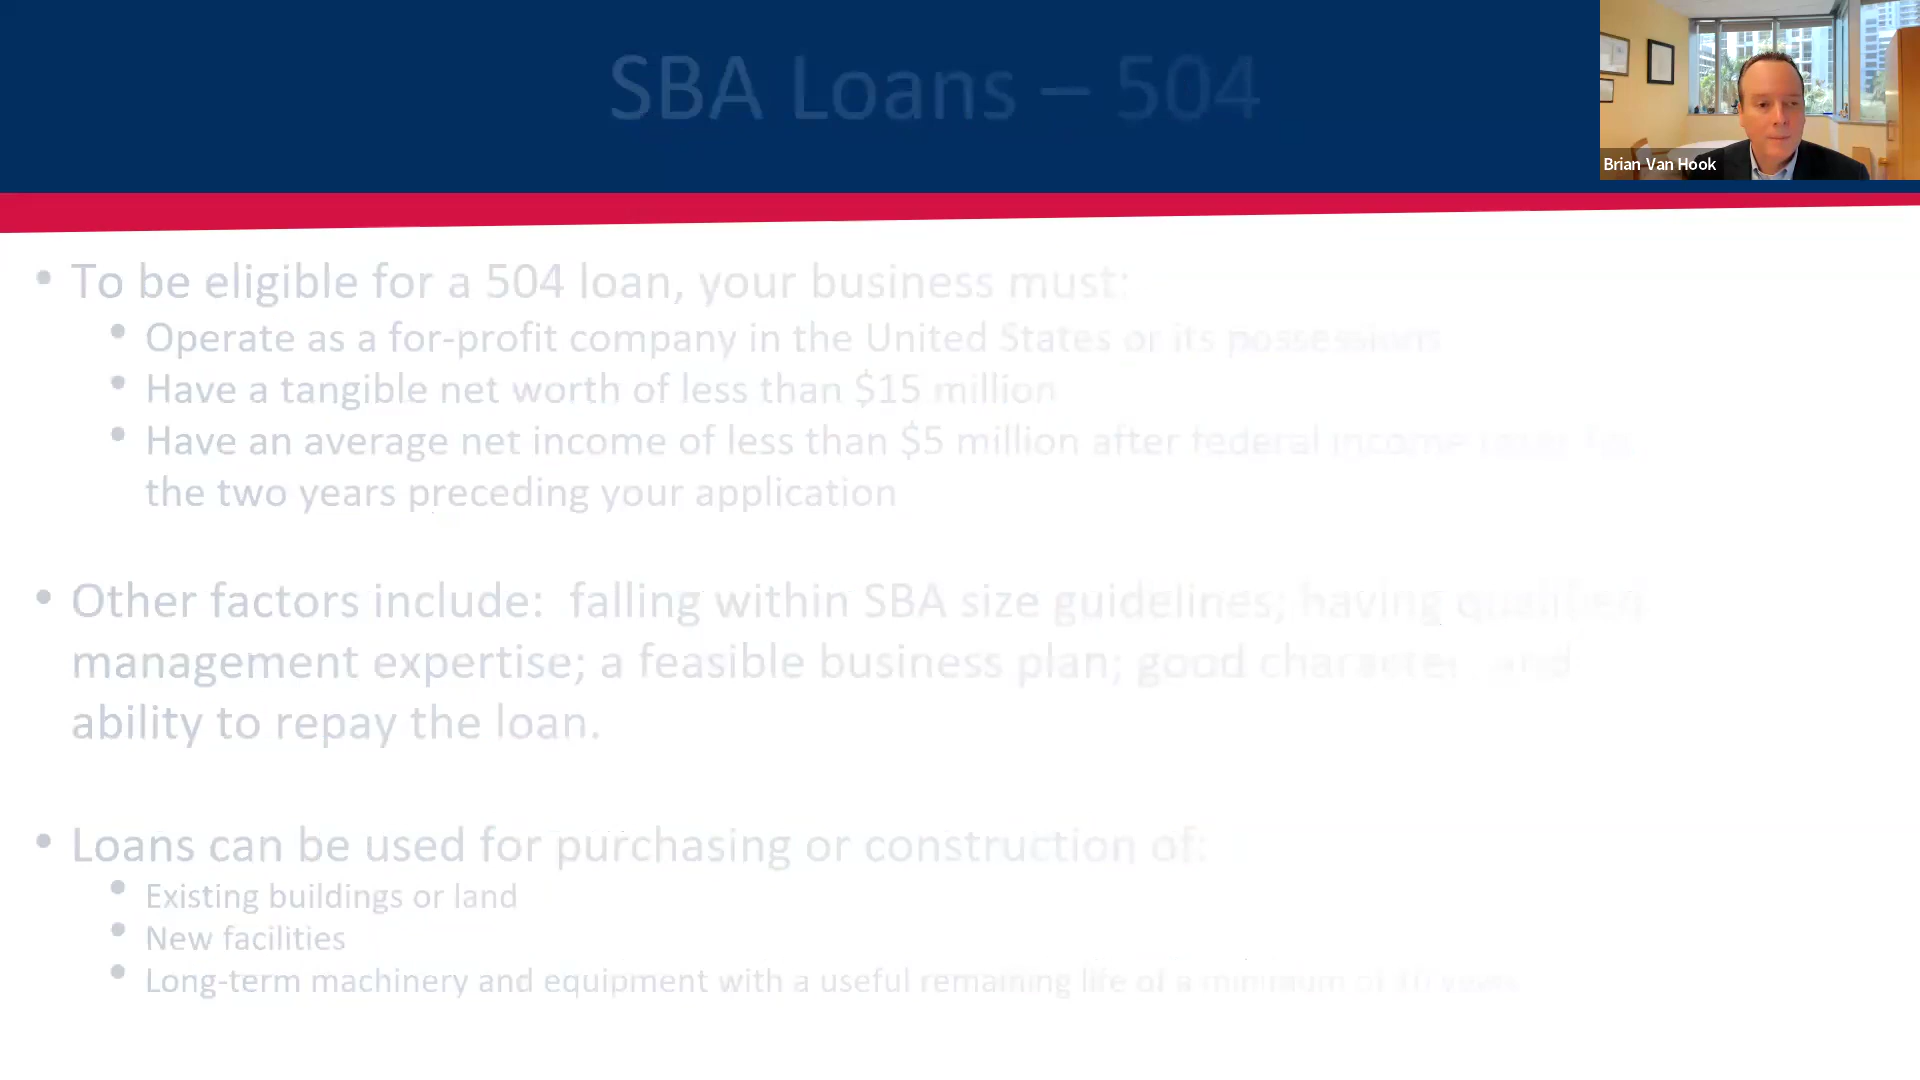 SBA Loans – 504
Brian Van Hook
• To be eligible for a 504 loan, your business must:
• Operate as a for-profit company in the United States or its possessions
• Have a tangible net worth of less than $15 million
• Have an average net income of less than $5 million after federal income taxes for
the two years preceding your application
• Other factors include:  falling within SBA size guidelines; having qualified
management expertise; a feasible business plan; good character and
ability to repay the loan.
• Loans can be used for purchasing or construction of:
• Existing buildings or land
• New facilities
• Long-term machinery and equipment with a useful remaining life of a minimum of 10 years